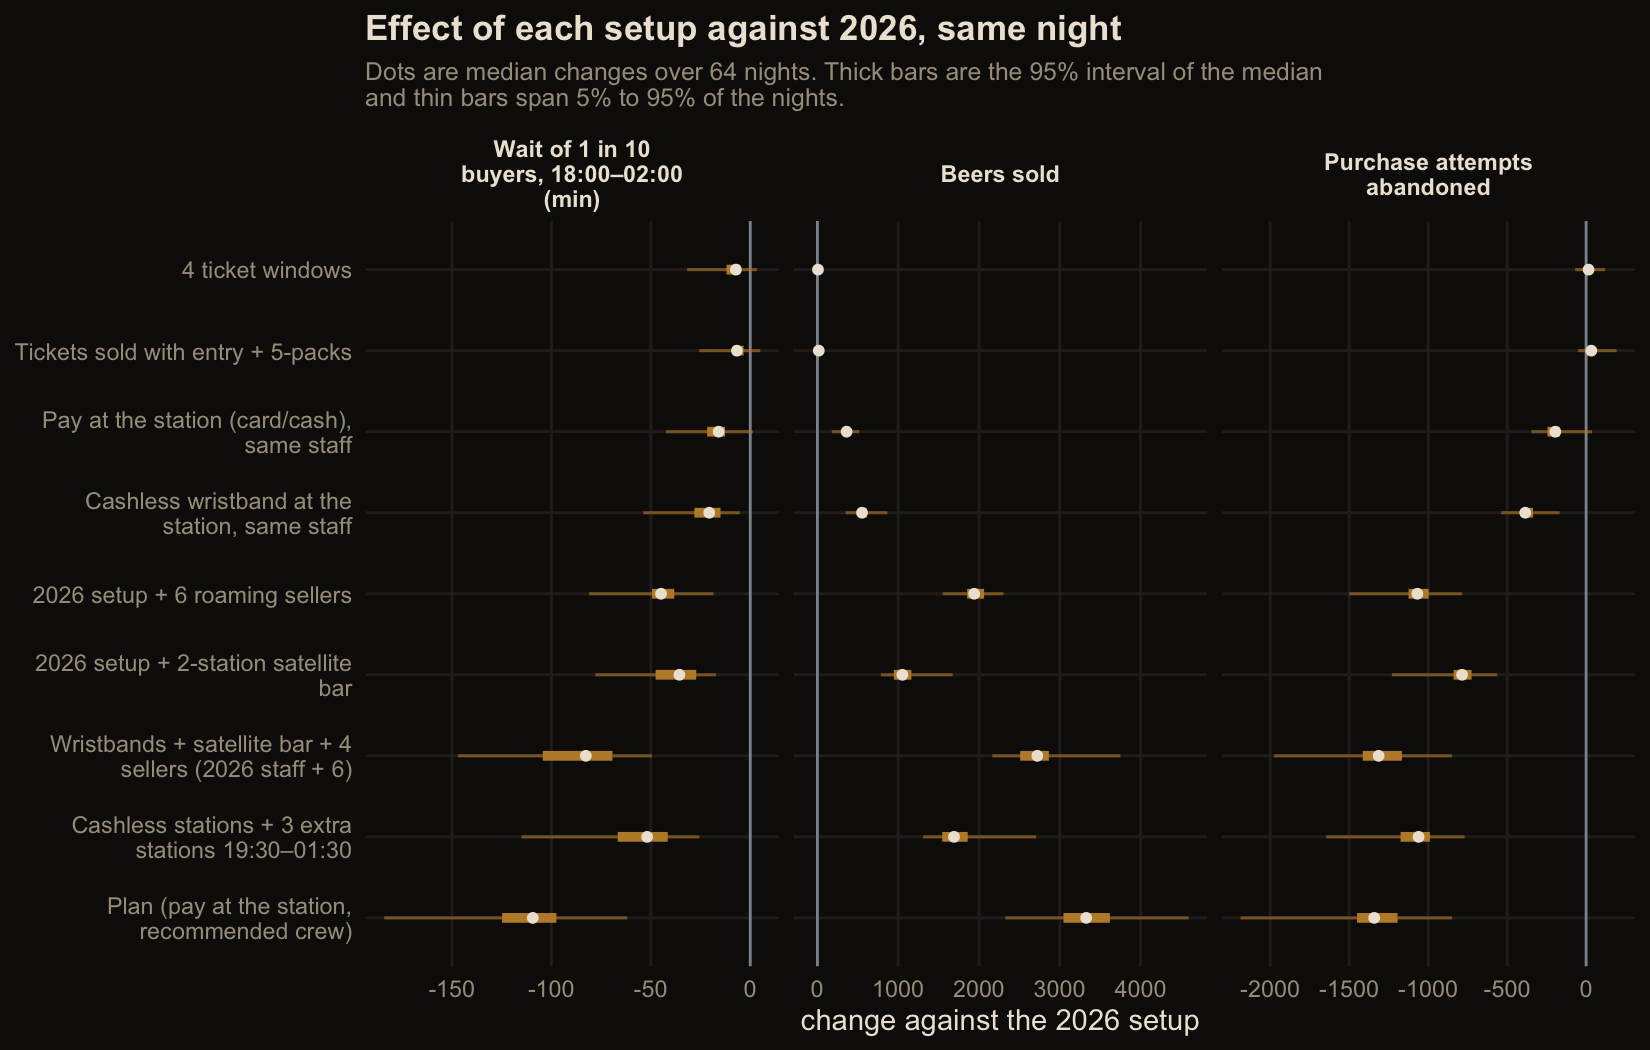 Effect of each setup against 2026, same night
Dots are median changes over 64 nights. Thick bars are the 95% interval of the median
and thin bars span 5% to 95% of the nights.
Wait of 1 in 10
buyers, 18:00–02:00
(min)
Beers sold
Purchase attempts
abandoned
4 ticket windows
Tickets sold with entry + 5-packs
Pay at the station (card/cash),
same staff
Cashless wristband at the
station, same staff
2026 setup + 6 roaming sellers
2026 setup + 2-station satellite
bar
Wristbands + satellite bar + 4
sellers (2026 staff + 6)
Cashless stations + 3 extra
stations 19:30–01:30
Plan (pay at the station,
recommended crew)
-150 -100 -50 0
0 1000 2000 3000 4000
-2000 -1500 -1000 -500 0
change against the 2026 setup